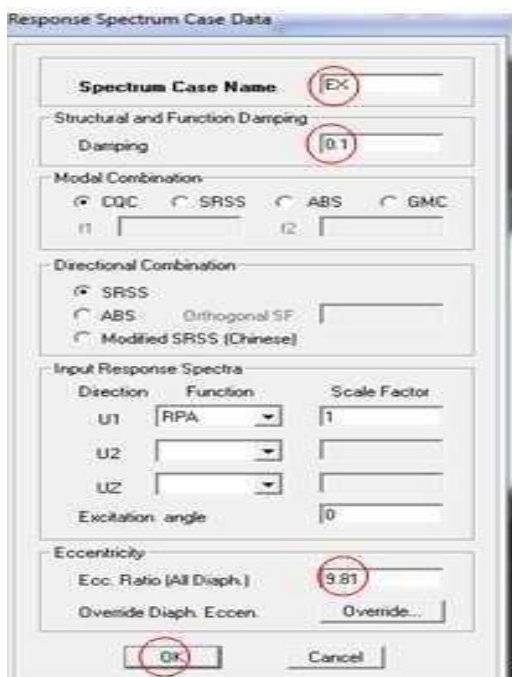 Response Spectrum Case Data
Spectrum Case Name EX
Structural and Function Damping
Damping 0.1
Modal Combination
CQC SRSS ABS GMC
f1 f2
Directional Combination
SRSS
ABS Orthogonal SF
Modified SRSS (Chinese)
Input Response Spectra
Direction Function Scale Factor
U1 RPA 1
U2
UZ
Excitation angle 0
Eccentricity
Ecc. Ratio (All Diaph.) 9.81
Override Diaph. Eccen. Override...
OK Cancel